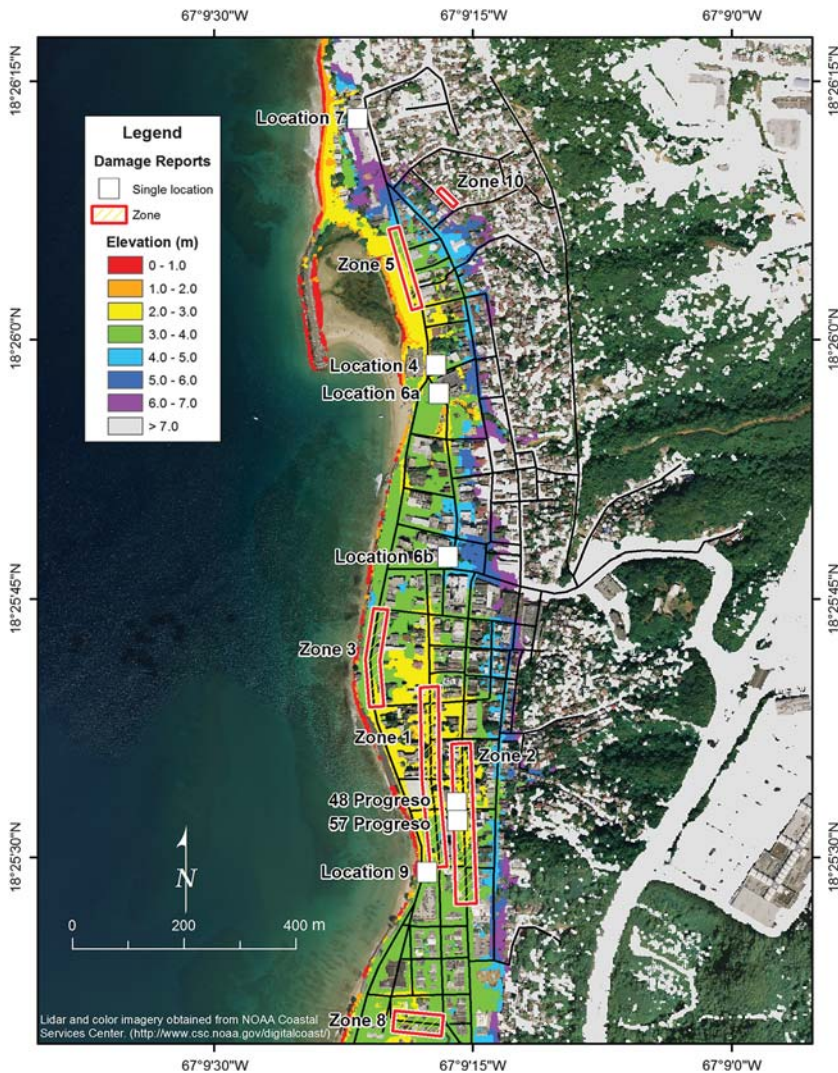 67°9'30"W
67°9'15"W
67°9'0"W
18°26'15"N
18°26'15"N
Location 7
Legend
Damage Reports
Single location
Zone
Elevation (m)
0 - 1.0
1.0 - 2.0
2.0 - 3.0
3.0 - 4.0
4.0 - 5.0
5.0 - 6.0
6.0 - 7.0
> 7.0
Zone 10
Zone 5
18°26'0"N
18°26'0"N
Location 4
Location 6a
Location 6b
18°25'45"N
18°25'45"N
Zone 3
Zone 1
Zone 2
48 Progreso
57 Progreso
18°25'30"N
18°25'30"N
Location 9
N
0 200 400 m
Zone 8
Lidar and color imagery obtained from NOAA Coastal
Services Center. (http://www.csc.noaa.gov/digitalcoast/)
67°9'30"W
67°9'15"W
67°9'0"W